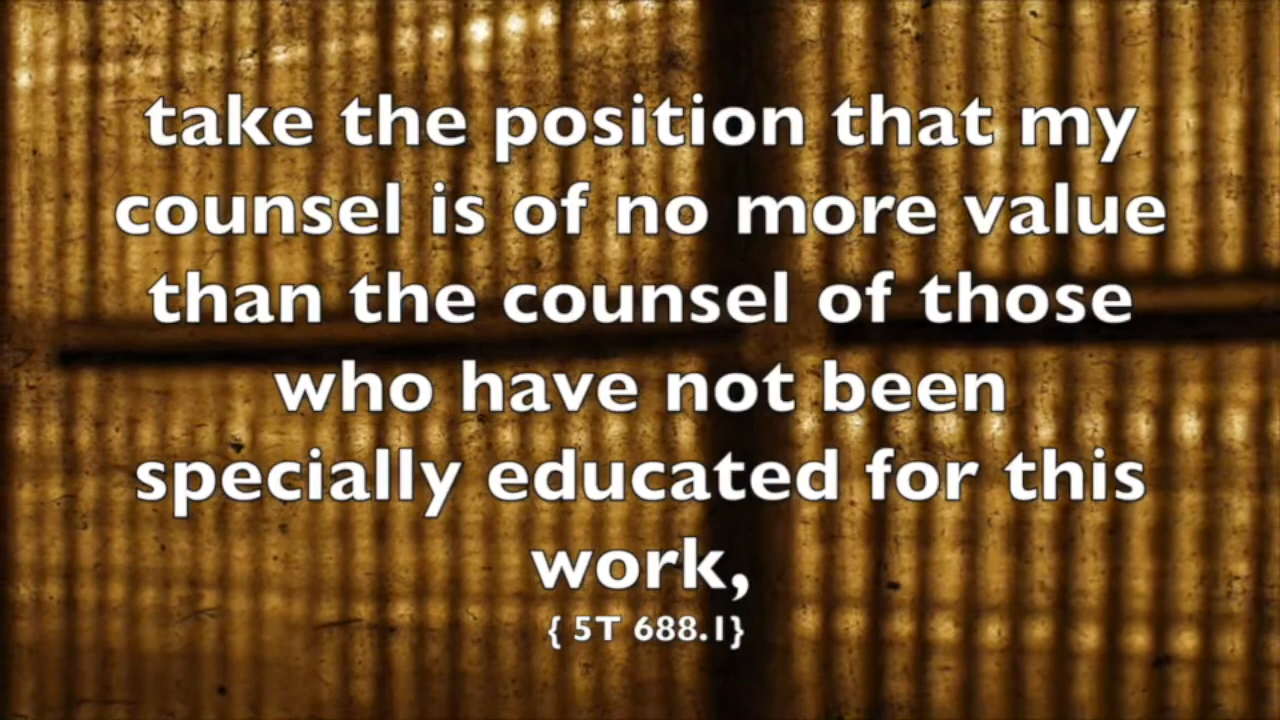 take the position that my
counsel is of no more value
than the counsel of those
who have not been
specially educated for this
work,
{ 5T 688.1}